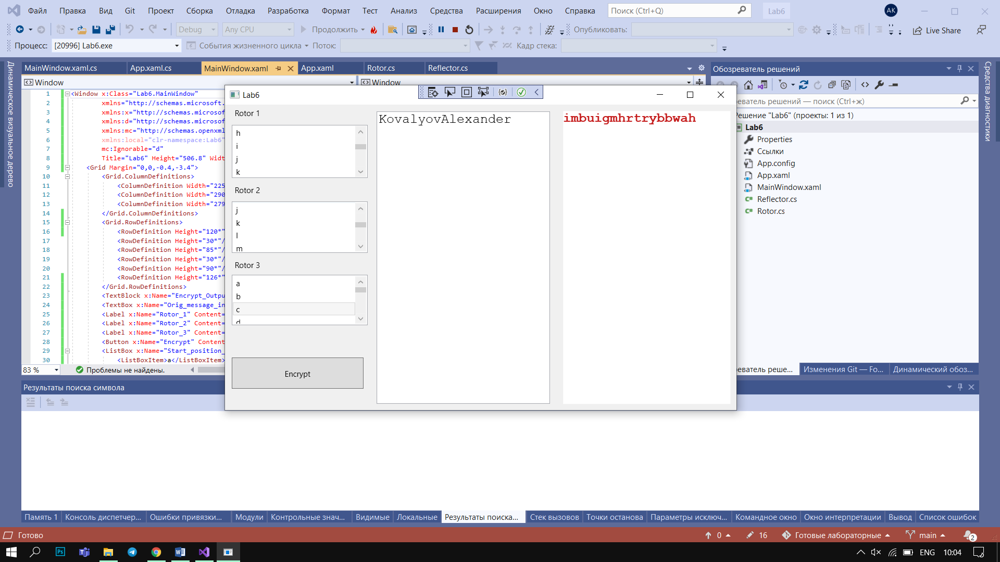 Файл Правка Вид Git Проект Сборка Отладка Разработка Формат Тест Анализ Средства Расширения Окно Справка Поиск (Ctrl+Q) Lab6 AK
Debug Any CPU Продолжить Опубликовать: Live Share
Процесс: [20996] Lab6.exe События жизненного цикла Поток: Кадр стека:
Динамическое визуальное дерево
MainWindow.xaml.cs App.xaml.cs MainWindow.xaml App.xaml Rotor.cs Reflector.cs
Window Window
1 <Window x:Class="Lab6.MainWindow"
2 xmlns="http://schemas.microsoft.
3 xmlns:x="http://schemas.microsof
4 xmlns:d="http://schemas.microsof
5 xmlns:mc="http://schemas.openxml
6 xmlns:local="clr-namespace:Lab6"
7 mc:Ignorable="d"
8 Title="Lab6" Height="506.8" Widt
9 <Grid Margin="0,0,-0.4,-3.4">
10 <Grid.ColumnDefinitions>
11 <ColumnDefinition Width="225
12 <ColumnDefinition Width="290
13 <ColumnDefinition Width="279
14 </Grid.ColumnDefinitions>
15 <Grid.RowDefinitions>
16 <RowDefinition Height="120*"
17 <RowDefinition Height="30*"/
18 <RowDefinition Height="85*"/
19 <RowDefinition Height="30*"/
20 <RowDefinition Height="90*"/
21 <RowDefinition Height="126*"
22 </Grid.RowDefinitions>
23 <TextBlock x:Name="Encrypt_Outpu
24 <TextBox x:Name="Orig_message_in
25 <Label x:Name="Rotor_1" Content=
26 <Label x:Name="Rotor_2" Content=
27 <Label x:Name="Rotor_3" Content=
28 <Button x:Name="Encrypt" Content
29 <ListBox x:Name="Start_position_
30 <ListBoxItem>a</ListBoxItem>
83 % Проблемы не найдены.
Lab6
Rotor 1
h
i
j
k
Rotor 2
j
k
l
m
Rotor 3
a
b
c
d
Encrypt
KovalyovAlexander
imbuigmhrtrybbwah
Обозреватель решений
реватель решений — поиск (Ctrl+ж)
Решение "Lab6" (проекты: 1 из 1)
Lab6
Properties
Ссылки
App.config
App.xaml
MainWindow.xaml
Reflector.cs
Rotor.cs
реватель реше... Изменения Git — Fo... Динамический обоз...
Средства диагностики
Результаты поиска символа
Память 1 Консоль диспетчер... Ошибки привязки... Модули Контрольные знач... Видимые Локальные Результаты поиска... Стек вызовов Точки останова Параметры исключ... Командное окно Окно интерпретации Вывод Список ошибок
Готово 0 16 Готовые лабораторные main 2
Ps ENG 10:04